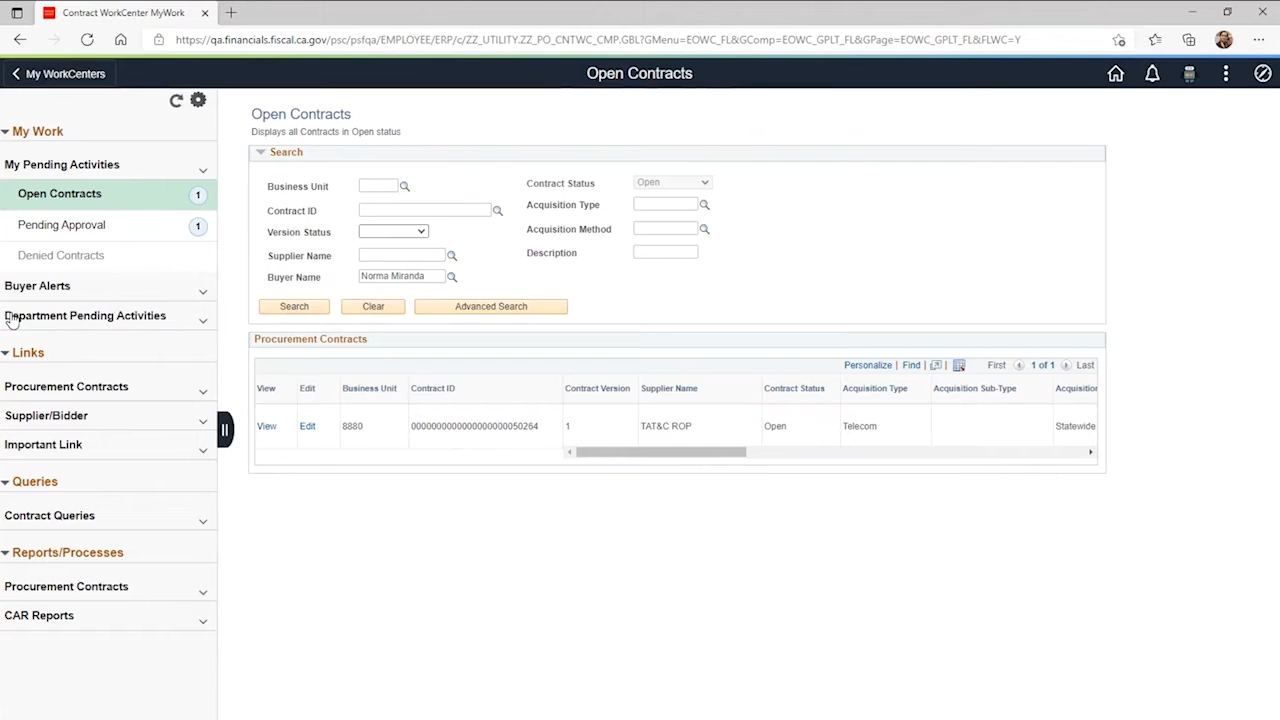 Contract WorkCenter MyWork
https://qa.financials.fiscal.ca.gov/psc/psfqa/EMPLOYEE/ERP/c/ZZ_UTILITY.ZZ_PO_CNTWC_CMP.GBL?GMenu=EOWC_FL&GComp=EOWC_GPLT_FL&GPage=EOWC_GPLT_FL&FLWC=Y
My WorkCenters
Open Contracts
My Work
My Pending Activities
Open Contracts 1
Pending Approval 1
Denied Contracts
Buyer Alerts
Department Pending Activities
Links
Procurement Contracts
Supplier/Bidder
Important Link
Queries
Contract Queries
Reports/Processes
Procurement Contracts
CAR Reports
Open Contracts
Displays all Contracts in Open status
Search
Business Unit
Contract Status Open
Contract ID
Acquisition Type
Version Status
Acquisition Method
Supplier Name
Description
Buyer Name Norma Miranda
Search Clear Advanced Search
Procurement Contracts
Personalize | Find | | First 1 of 1 Last
View Edit Business Unit Contract ID Contract Version Supplier Name Contract Status Acquisition Type Acquisition Sub-Type Acquisition
View Edit 8880 0000000000000000000050264 1 TAT&C ROP Open Telecom Statewide